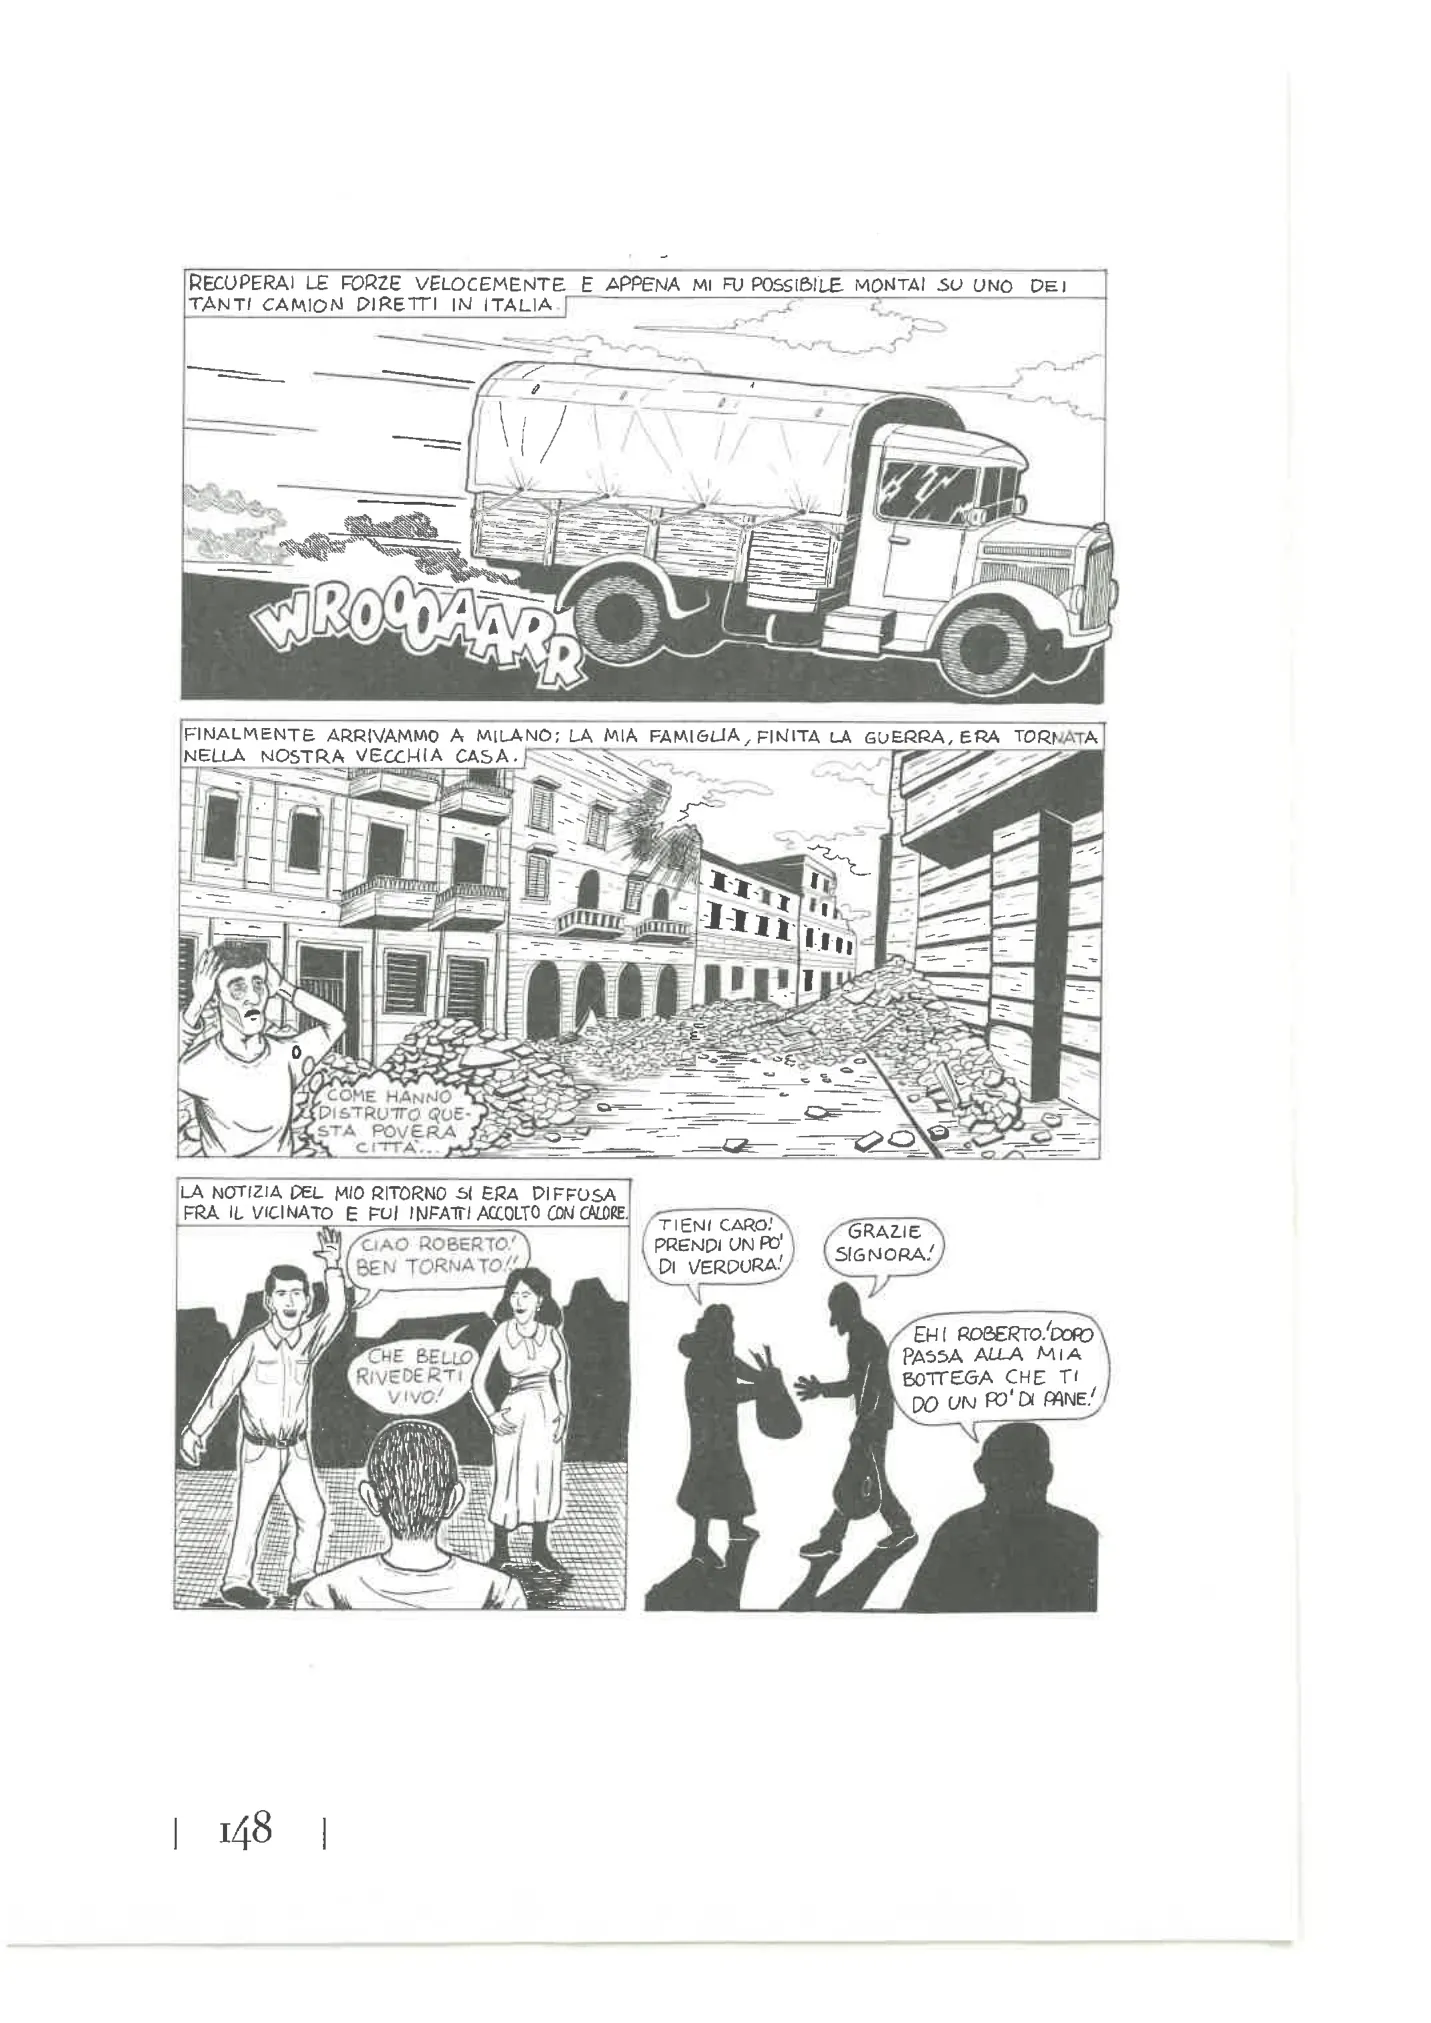 RECUPERAI LE FORZE VELOCEMENTE E APPENA MI FU POSSIBILE MONTAI SU UNO DEI
TANTI CAMION DIRETTI IN ITALIA.
WROOOAARR
FINALMENTE ARRIVAMMO A MILANO; LA MIA FAMIGLIA, FINITA LA GUERRA, ERA TORNATA
NELLA NOSTRA VECCHIA CASA.
COME HANNO
DISTRUTTO QUE-
STA POVERA
CITTA'...
LA NOTIZIA DEL MIO RITORNO SI ERA DIFFUSA
FRA IL VICINATO E FUI INFATTI ACCOLTO CON CALORE.
CIAO ROBERTO!
BEN TORNATO!!
CHE BELLO
RIVEDERTI
VIVO!
TIENI CARO!
PRENDI UN PO'
DI VERDURA!
GRAZIE
SIGNORA!
EHI ROBERTO! DOPO
PASSA ALLA MIA
BOTTEGA CHE TI
DO UN PO' DI PANE!
| 148 |